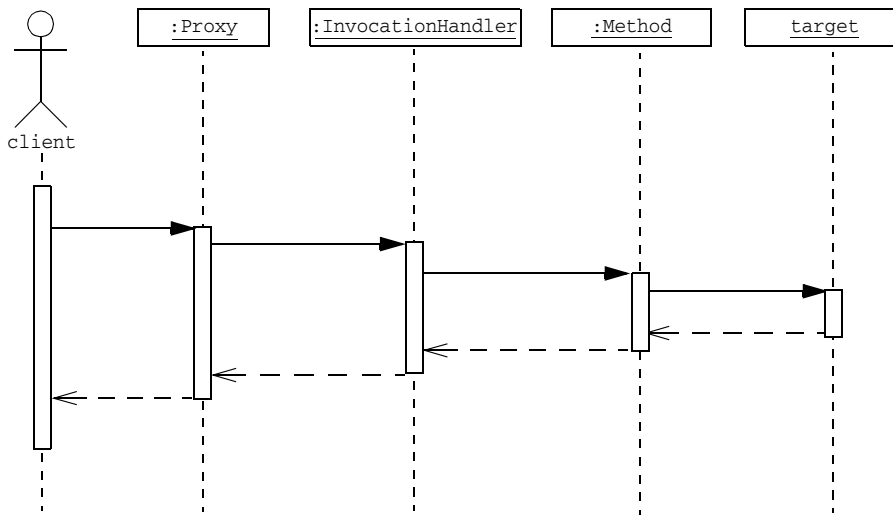 :Proxy
:InvocationHandler
:Method
target
client